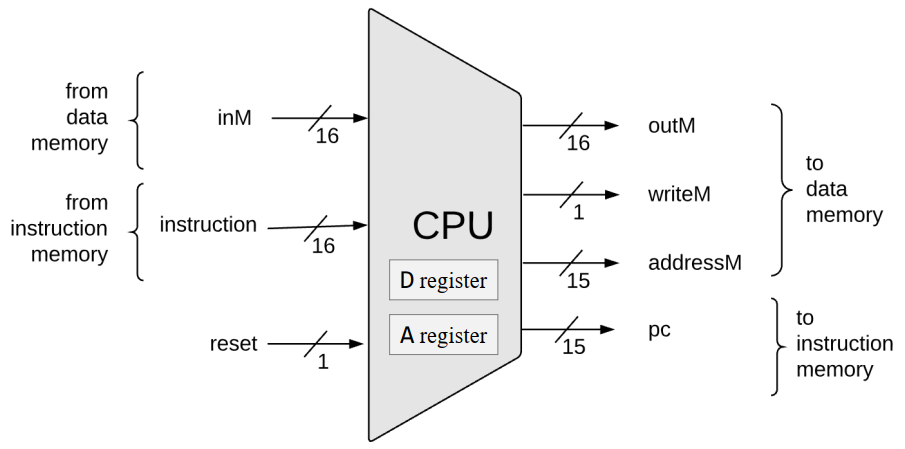 from
data
memory
inM
16
from
instruction
memory
instruction
16
reset
1
CPU
D register
A register
16
outM
1
writeM
15
addressM
15
pc
to
data
memory
to
instruction
memory